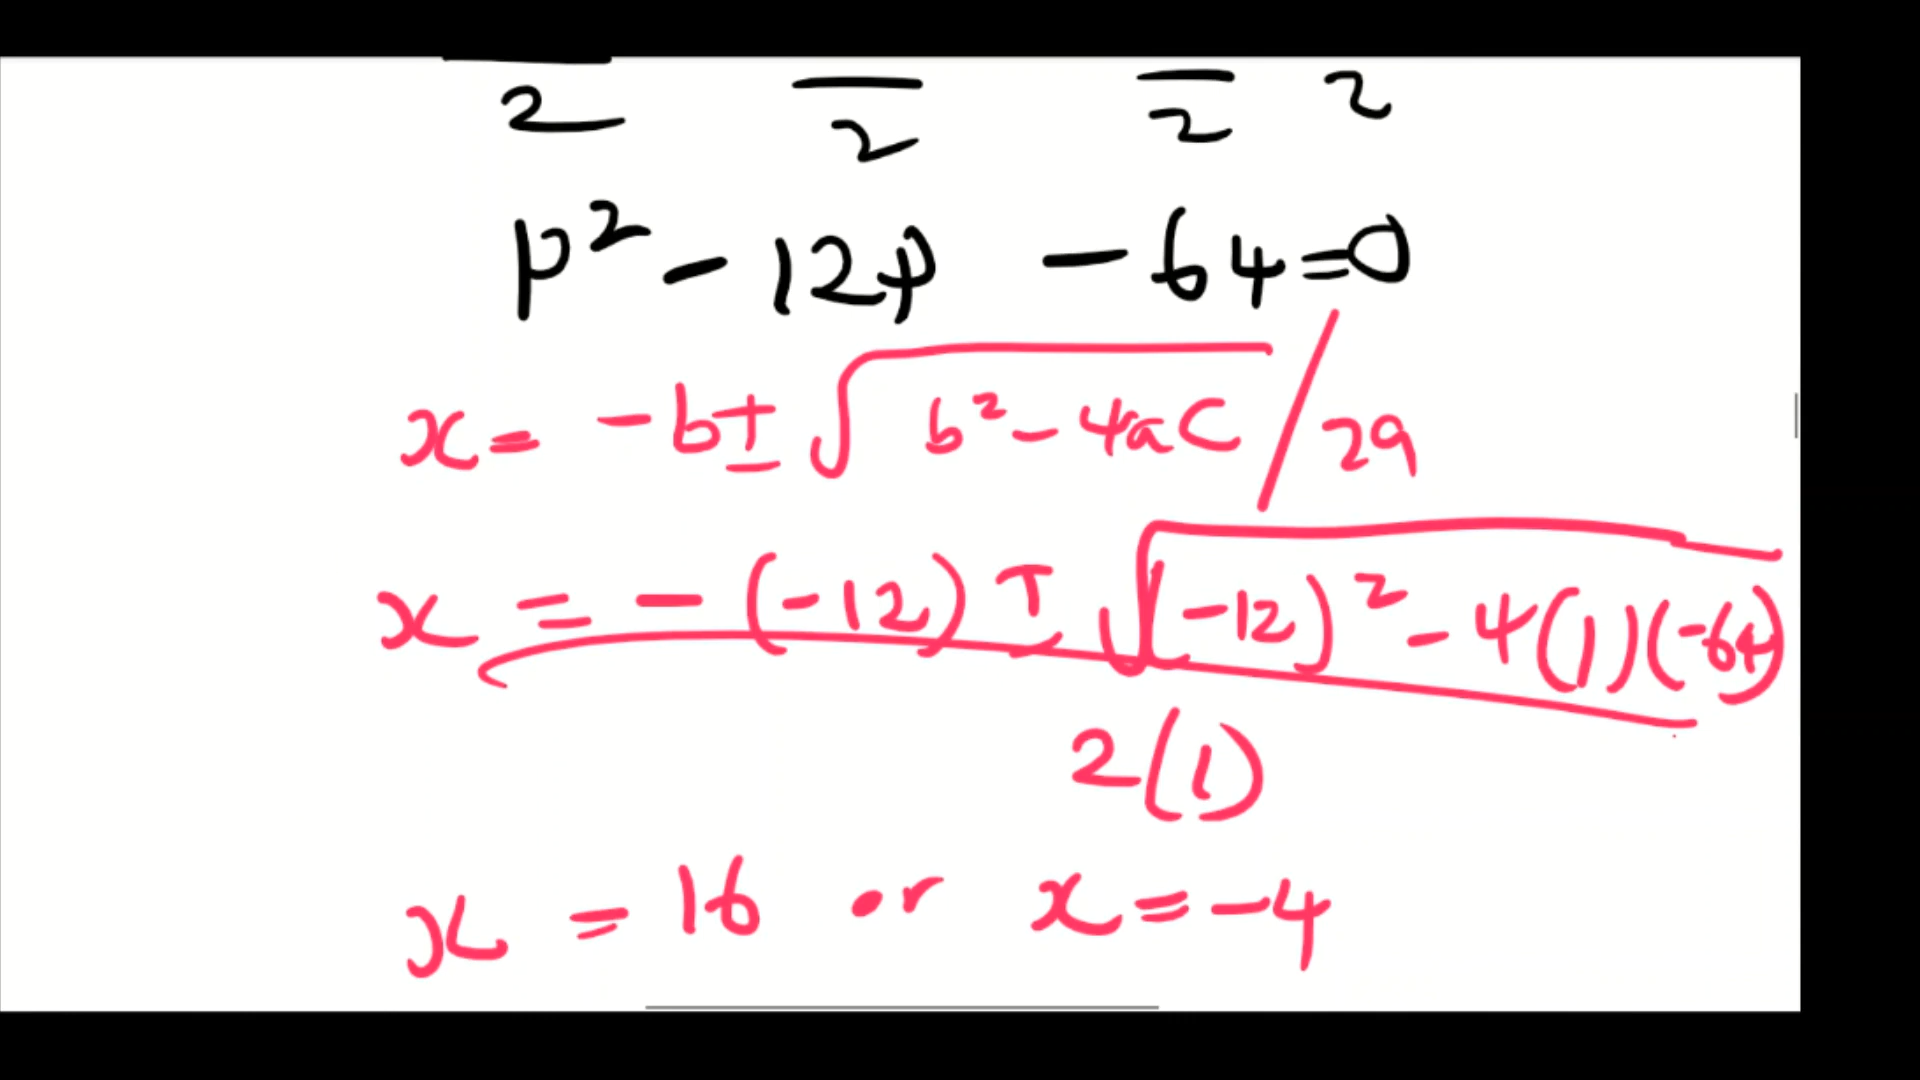 2 2 2 2
p² - 12p - 64 = 0
x = -b ± √b² - 4ac / 2a
x = -(-12) ± √(-12)² - 4(1)(-64)
2(1)
x = 16 or x = -4